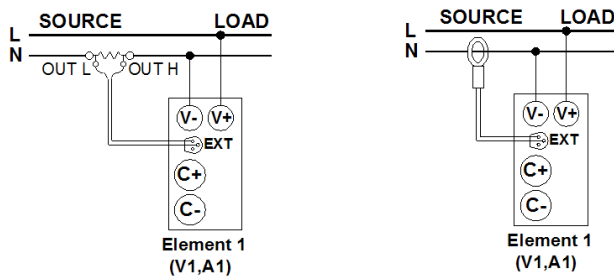 SOURCE LOAD
L
N
OUT L OUT H
V- V+
EXT
C+
C-
Element 1
(V1,A1)
SOURCE LOAD
L
N
V- V+
EXT
C+
C-
Element 1
(V1,A1)